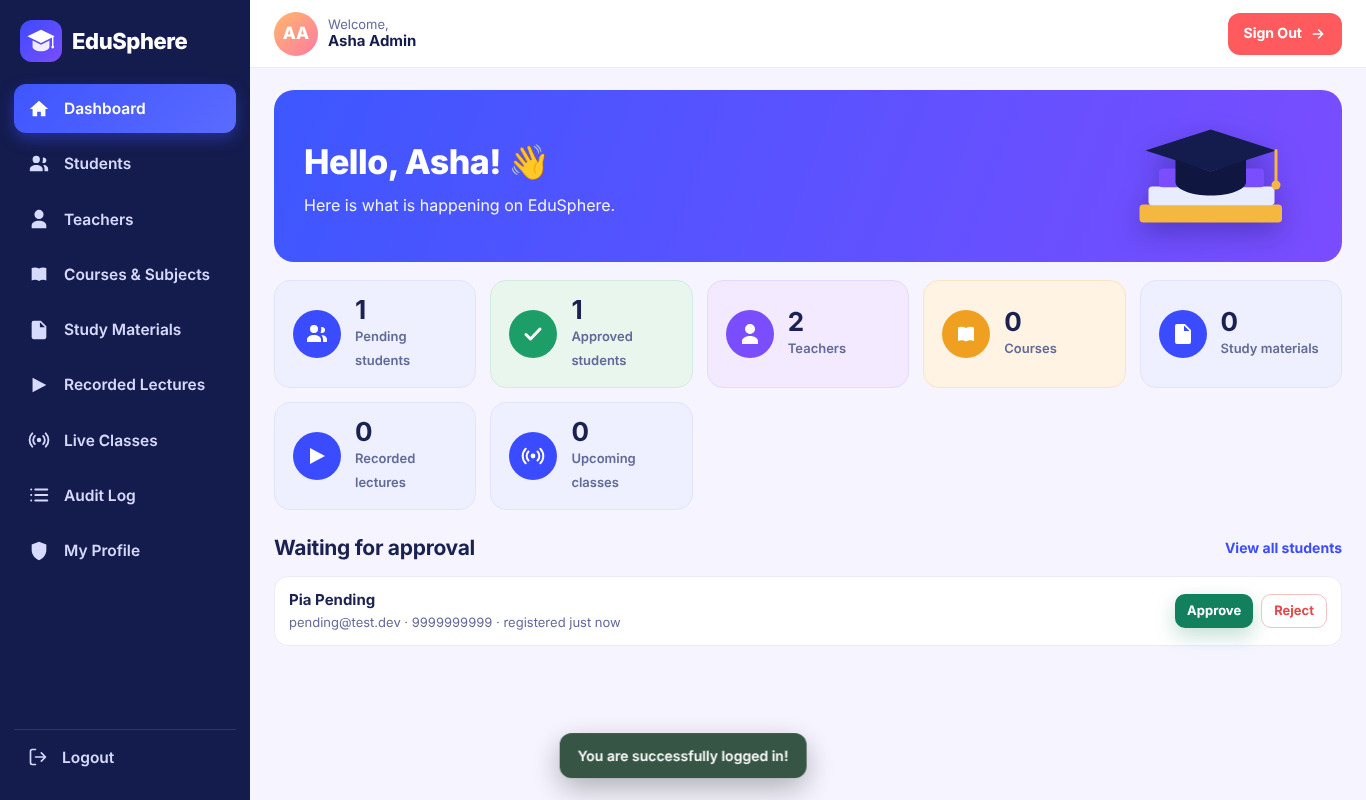 EduSphere
Dashboard
Students
Teachers
Courses & Subjects
Study Materials
Recorded Lectures
Live Classes
Audit Log
My Profile
Logout
AA
Welcome,
Asha Admin
Sign Out →
Hello, Asha! 👋
Here is what is happening on EduSphere.
1
Pending
students
1
Approved
students
2
Teachers
0
Courses
0
Study materials
0
Recorded
lectures
0
Upcoming
classes
Waiting for approval
View all students
Pia Pending
pending@test.dev · 9999999999 · registered just now
Approve
Reject
You are successfully logged in!